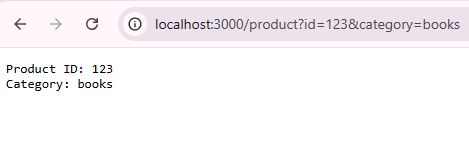 localhost:3000/product?id=123&category=books
Product ID: 123
Category: books